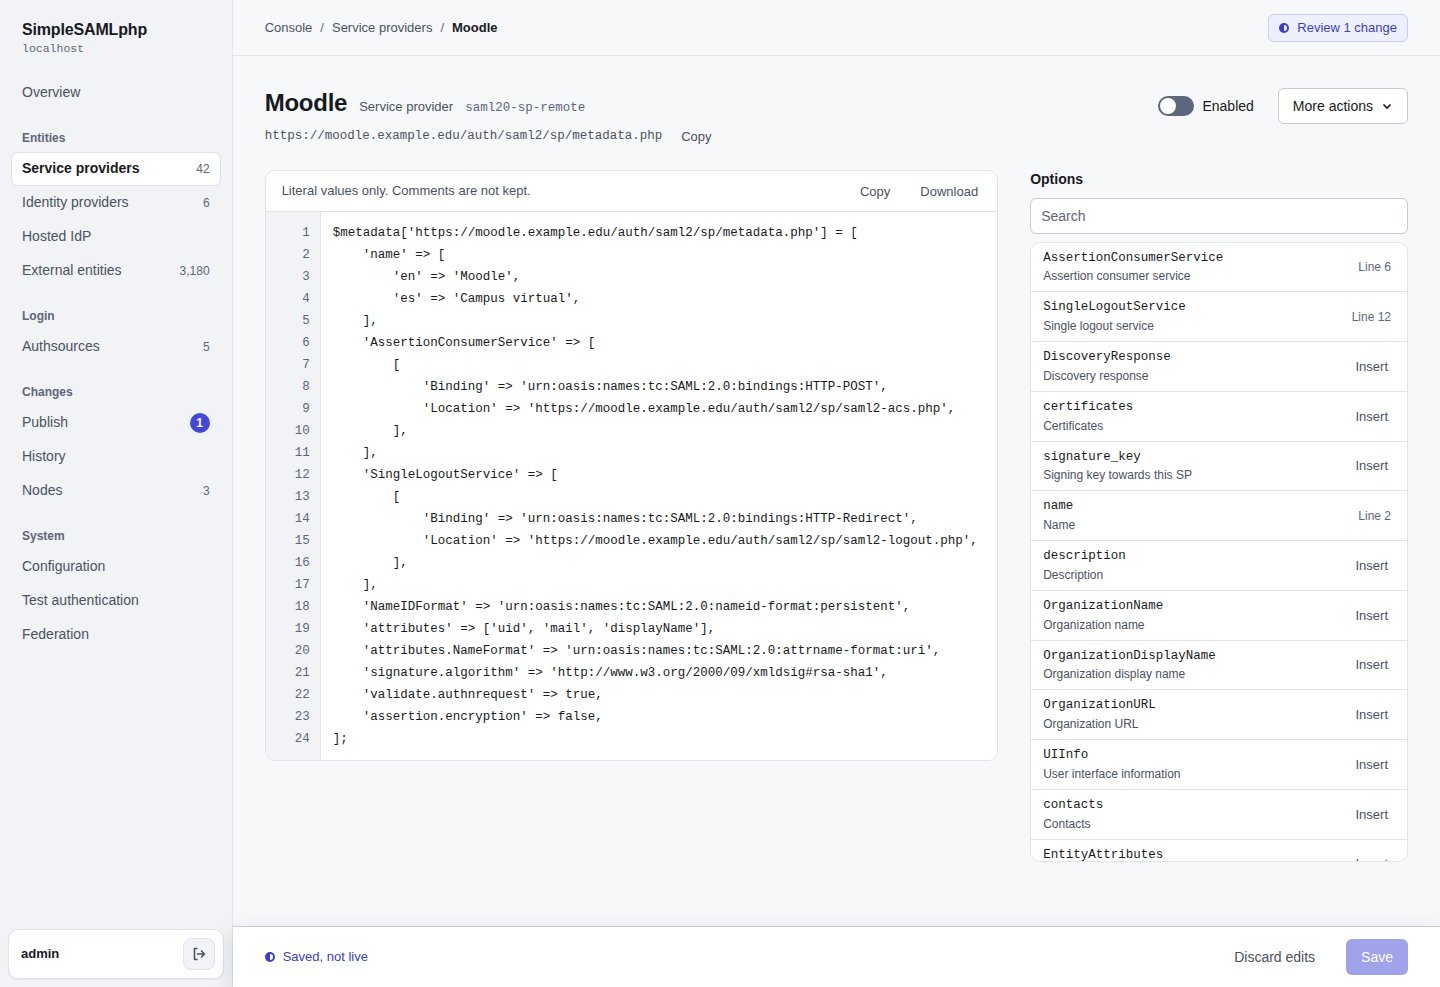 SimpleSAMLphp
localhost
Overview
Entities
Service providers 42
Identity providers 6
Hosted IdP
External entities 3,180
Login
Authsources 5
Changes
Publish 1
History
Nodes 3
System
Configuration
Test authentication
Federation
admin
Console / Service providers / Moodle
Review 1 change
Moodle Service provider saml20-sp-remote
https://moodle.example.edu/auth/saml2/sp/metadata.php Copy
Enabled
More actions
Literal values only. Comments are not kept. Copy Download
1 $metadata['https://moodle.example.edu/auth/saml2/sp/metadata.php'] = [
2 'name' => [
3 'en' => 'Moodle',
4 'es' => 'Campus virtual',
5 ],
6 'AssertionConsumerService' => [
7 [
8 'Binding' => 'urn:oasis:names:tc:SAML:2.0:bindings:HTTP-POST',
9 'Location' => 'https://moodle.example.edu/auth/saml2/sp/saml2-acs.php',
10 ],
11 ],
12 'SingleLogoutService' => [
13 [
14 'Binding' => 'urn:oasis:names:tc:SAML:2.0:bindings:HTTP-Redirect',
15 'Location' => 'https://moodle.example.edu/auth/saml2/sp/saml2-logout.php',
16 ],
17 ],
18 'NameIDFormat' => 'urn:oasis:names:tc:SAML:2.0:nameid-format:persistent',
19 'attributes' => ['uid', 'mail', 'displayName'],
20 'attributes.NameFormat' => 'urn:oasis:names:tc:SAML:2.0:attrname-format:uri',
21 'signature.algorithm' => 'http://www.w3.org/2000/09/xmldsig#rsa-sha1',
22 'validate.authnrequest' => true,
23 'assertion.encryption' => false,
24 ];
Options
Search
AssertionConsumerService
Assertion consumer service
Line 6
SingleLogoutService
Single logout service
Line 12
DiscoveryResponse
Discovery response
Insert
certificates
Certificates
Insert
signature_key
Signing key towards this SP
Insert
name
Name
Line 2
description
Description
Insert
OrganizationName
Organization name
Insert
OrganizationDisplayName
Organization display name
Insert
OrganizationURL
Organization URL
Insert
UIInfo
User interface information
Insert
contacts
Contacts
Insert
EntityAttributes
Saved, not live
Discard edits
Save